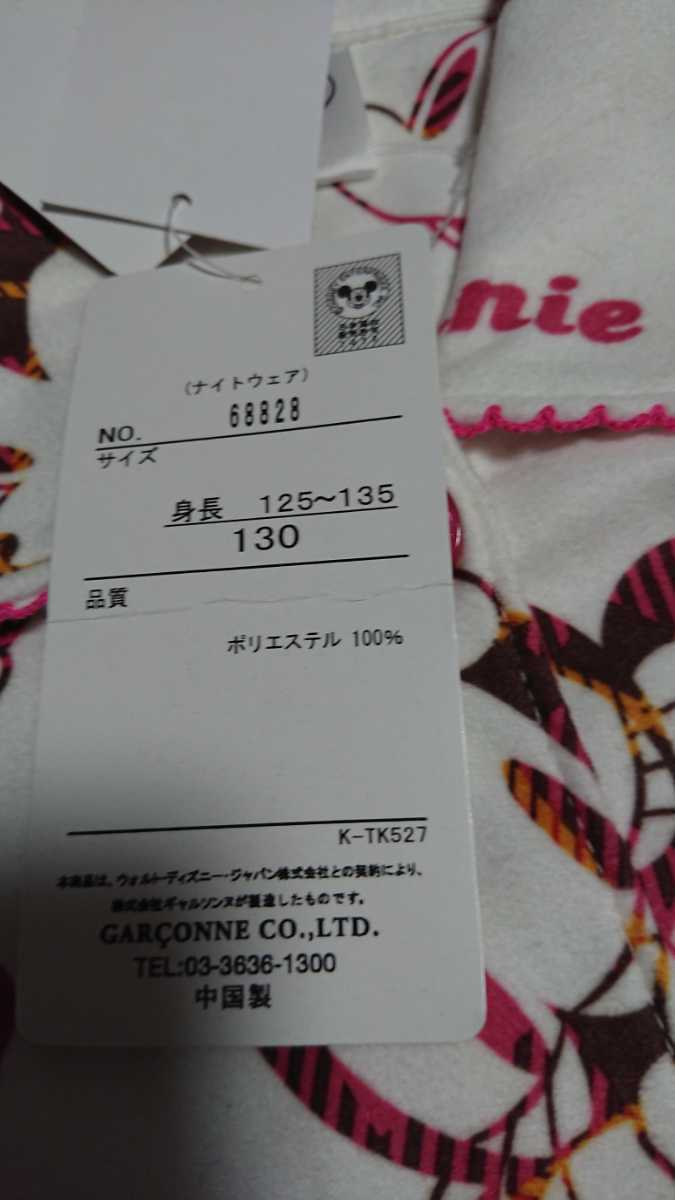 nie
(ナイトウェア)
NO. 68828
サイズ
身長 125～135
130
品質
ポリエステル 100%
K-TK527
本商品は、ウォルト・ディズニー・ジャパン株式会社との契約により、
株式会社ギャルソンヌが製造したものです。
GARÇONNE CO.,LTD.
TEL:03-3636-1300
中国製